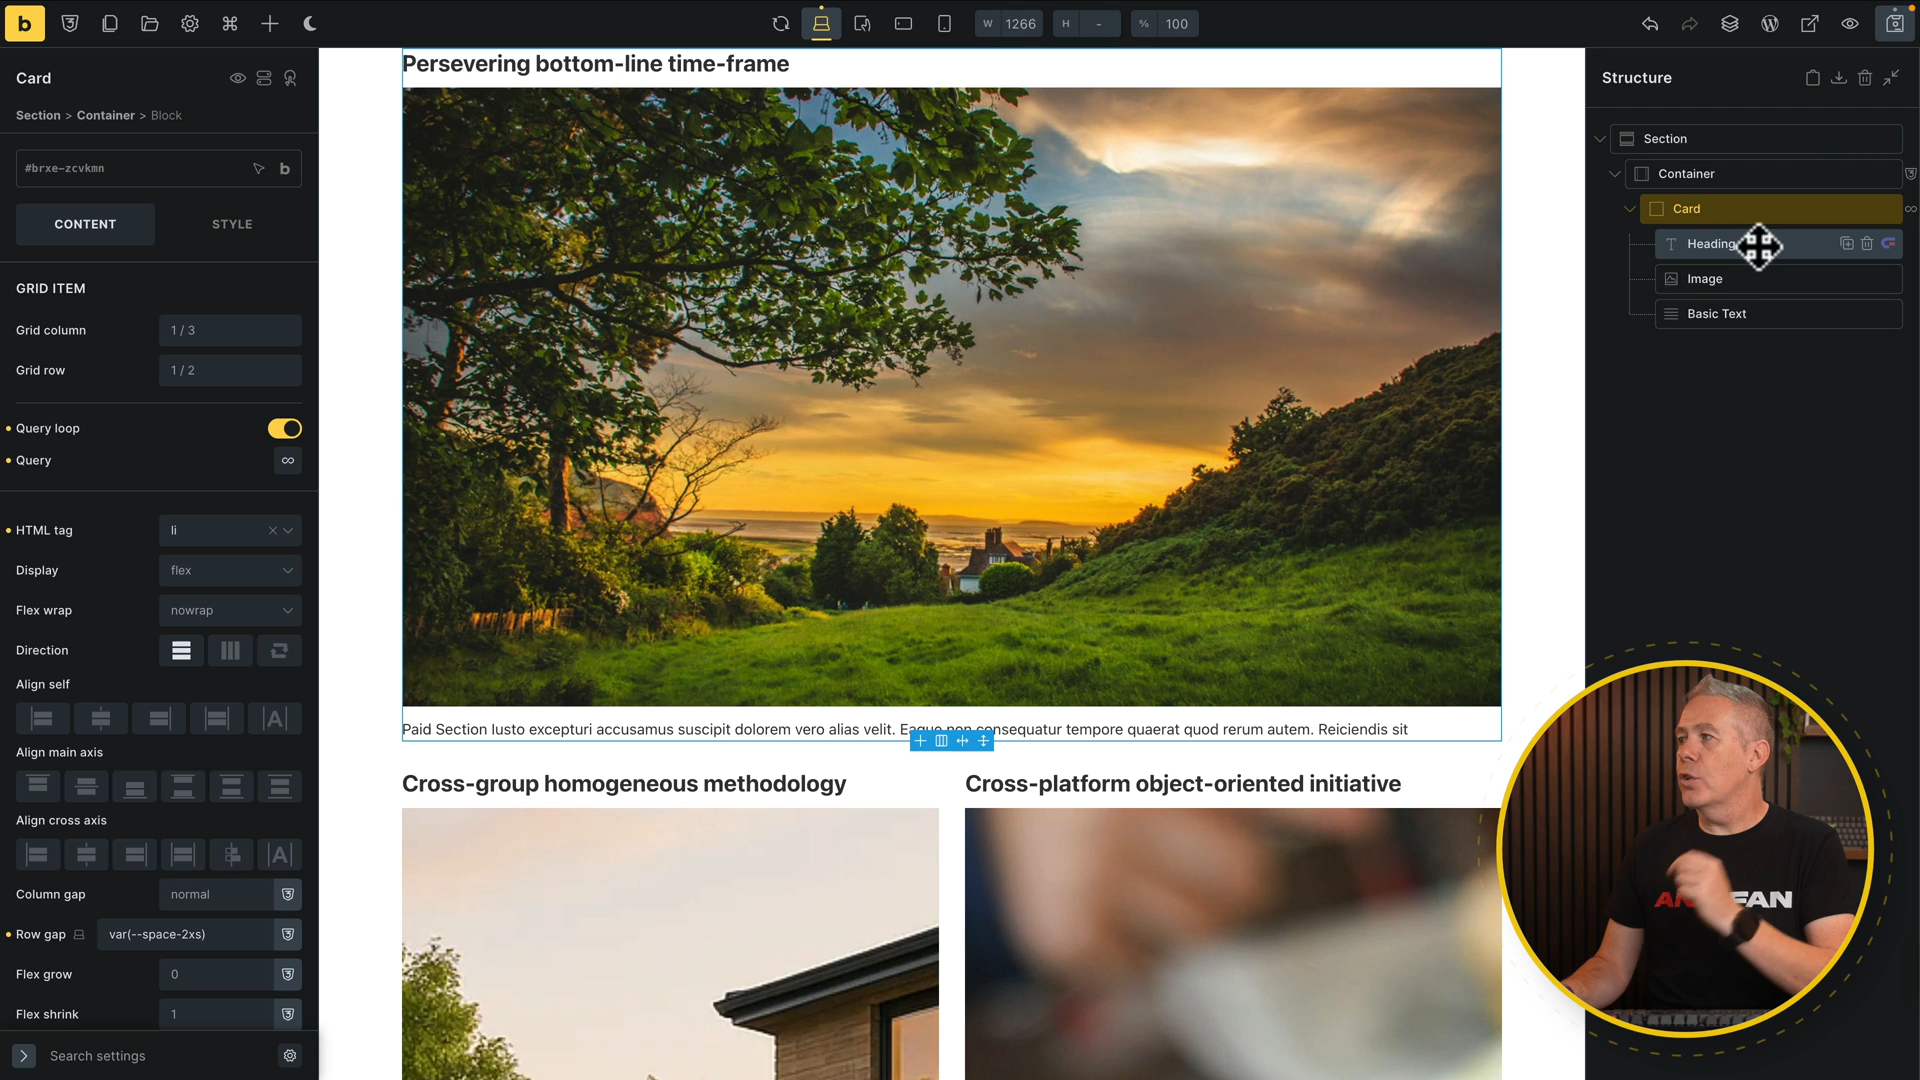 b
W 1266 H - % 100
Card
Section > Container > Block
#brxe-zcvkmn
b
CONTENT STYLE
GRID ITEM
Grid column 1 / 3
Grid row 1 / 2
Query loop
Query
HTML tag li
Display flex
Flex wrap nowrap
Direction
Align self
Align main axis
Align cross axis
Column gap normal
Row gap var(--space-2xs)
Flex grow 0
Flex shrink 1
Search settings
Persevering bottom-line time-frame
Paid Section Iusto excepturi accusamus suscipit dolorem vero alias velit. Eaque non consequatur tempore quaerat quod rerum autem. Reiciendis sit
Cross-group homogeneous methodology
Cross-platform object-oriented initiative
Structure
Section
Container
Card
Heading
Image
Basic Text